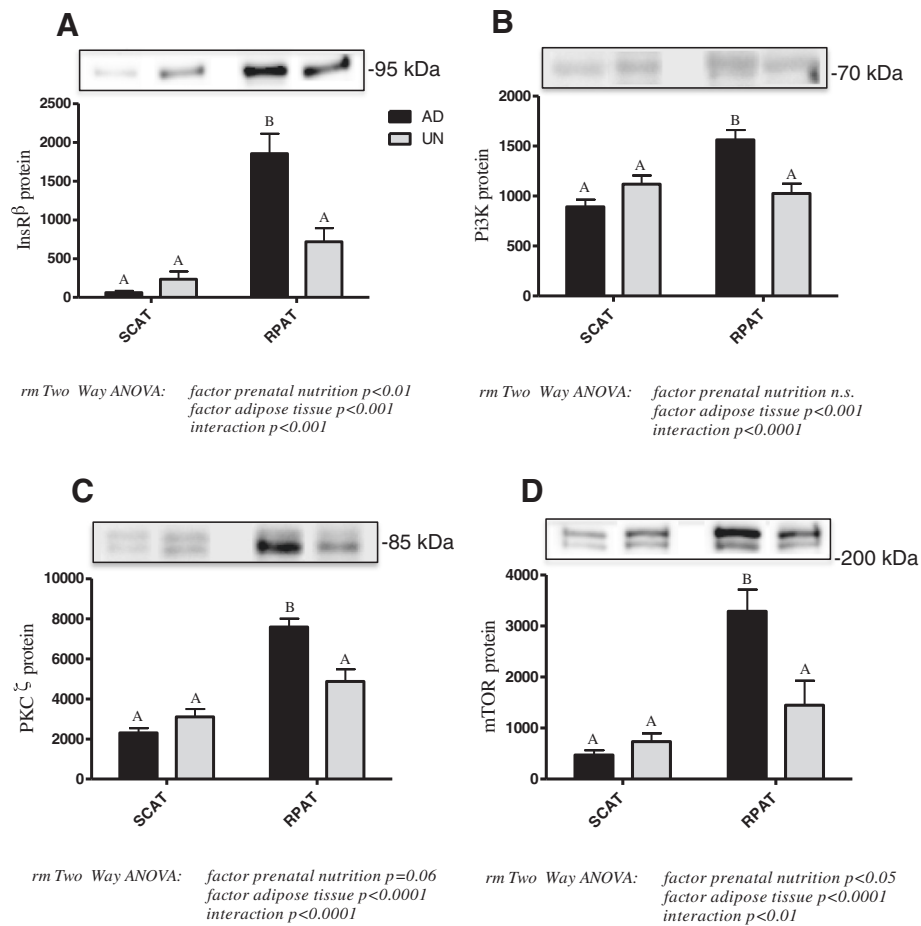 A
-95 kDa
2500
2000
1500
1000
500
0
InsRβ protein
A
A
B
A
AD
UN
SCAT
RPAT
rm Two Way ANOVA: factor prenatal nutrition p<0.01
factor adipose tissue p<0.001
interaction p<0.001
B
-70 kDa
2000
1500
1000
500
0
Pi3K protein
A
A
B
A
SCAT
RPAT
rm Two Way ANOVA: factor prenatal nutrition n.s.
factor adipose tissue p<0.001
interaction p<0.0001
C
-85 kDa
10000
8000
6000
4000
2000
0
PKC ζ protein
A
A
B
A
SCAT
RPAT
rm Two Way ANOVA: factor prenatal nutrition p=0.06
factor adipose tissue p<0.0001
interaction p<0.0001
D
-200 kDa
4000
3000
2000
1000
0
mTOR protein
A
A
B
A
SCAT
RPAT
rm Two Way ANOVA: factor prenatal nutrition p<0.05
factor adipose tissue p<0.0001
interaction p<0.01